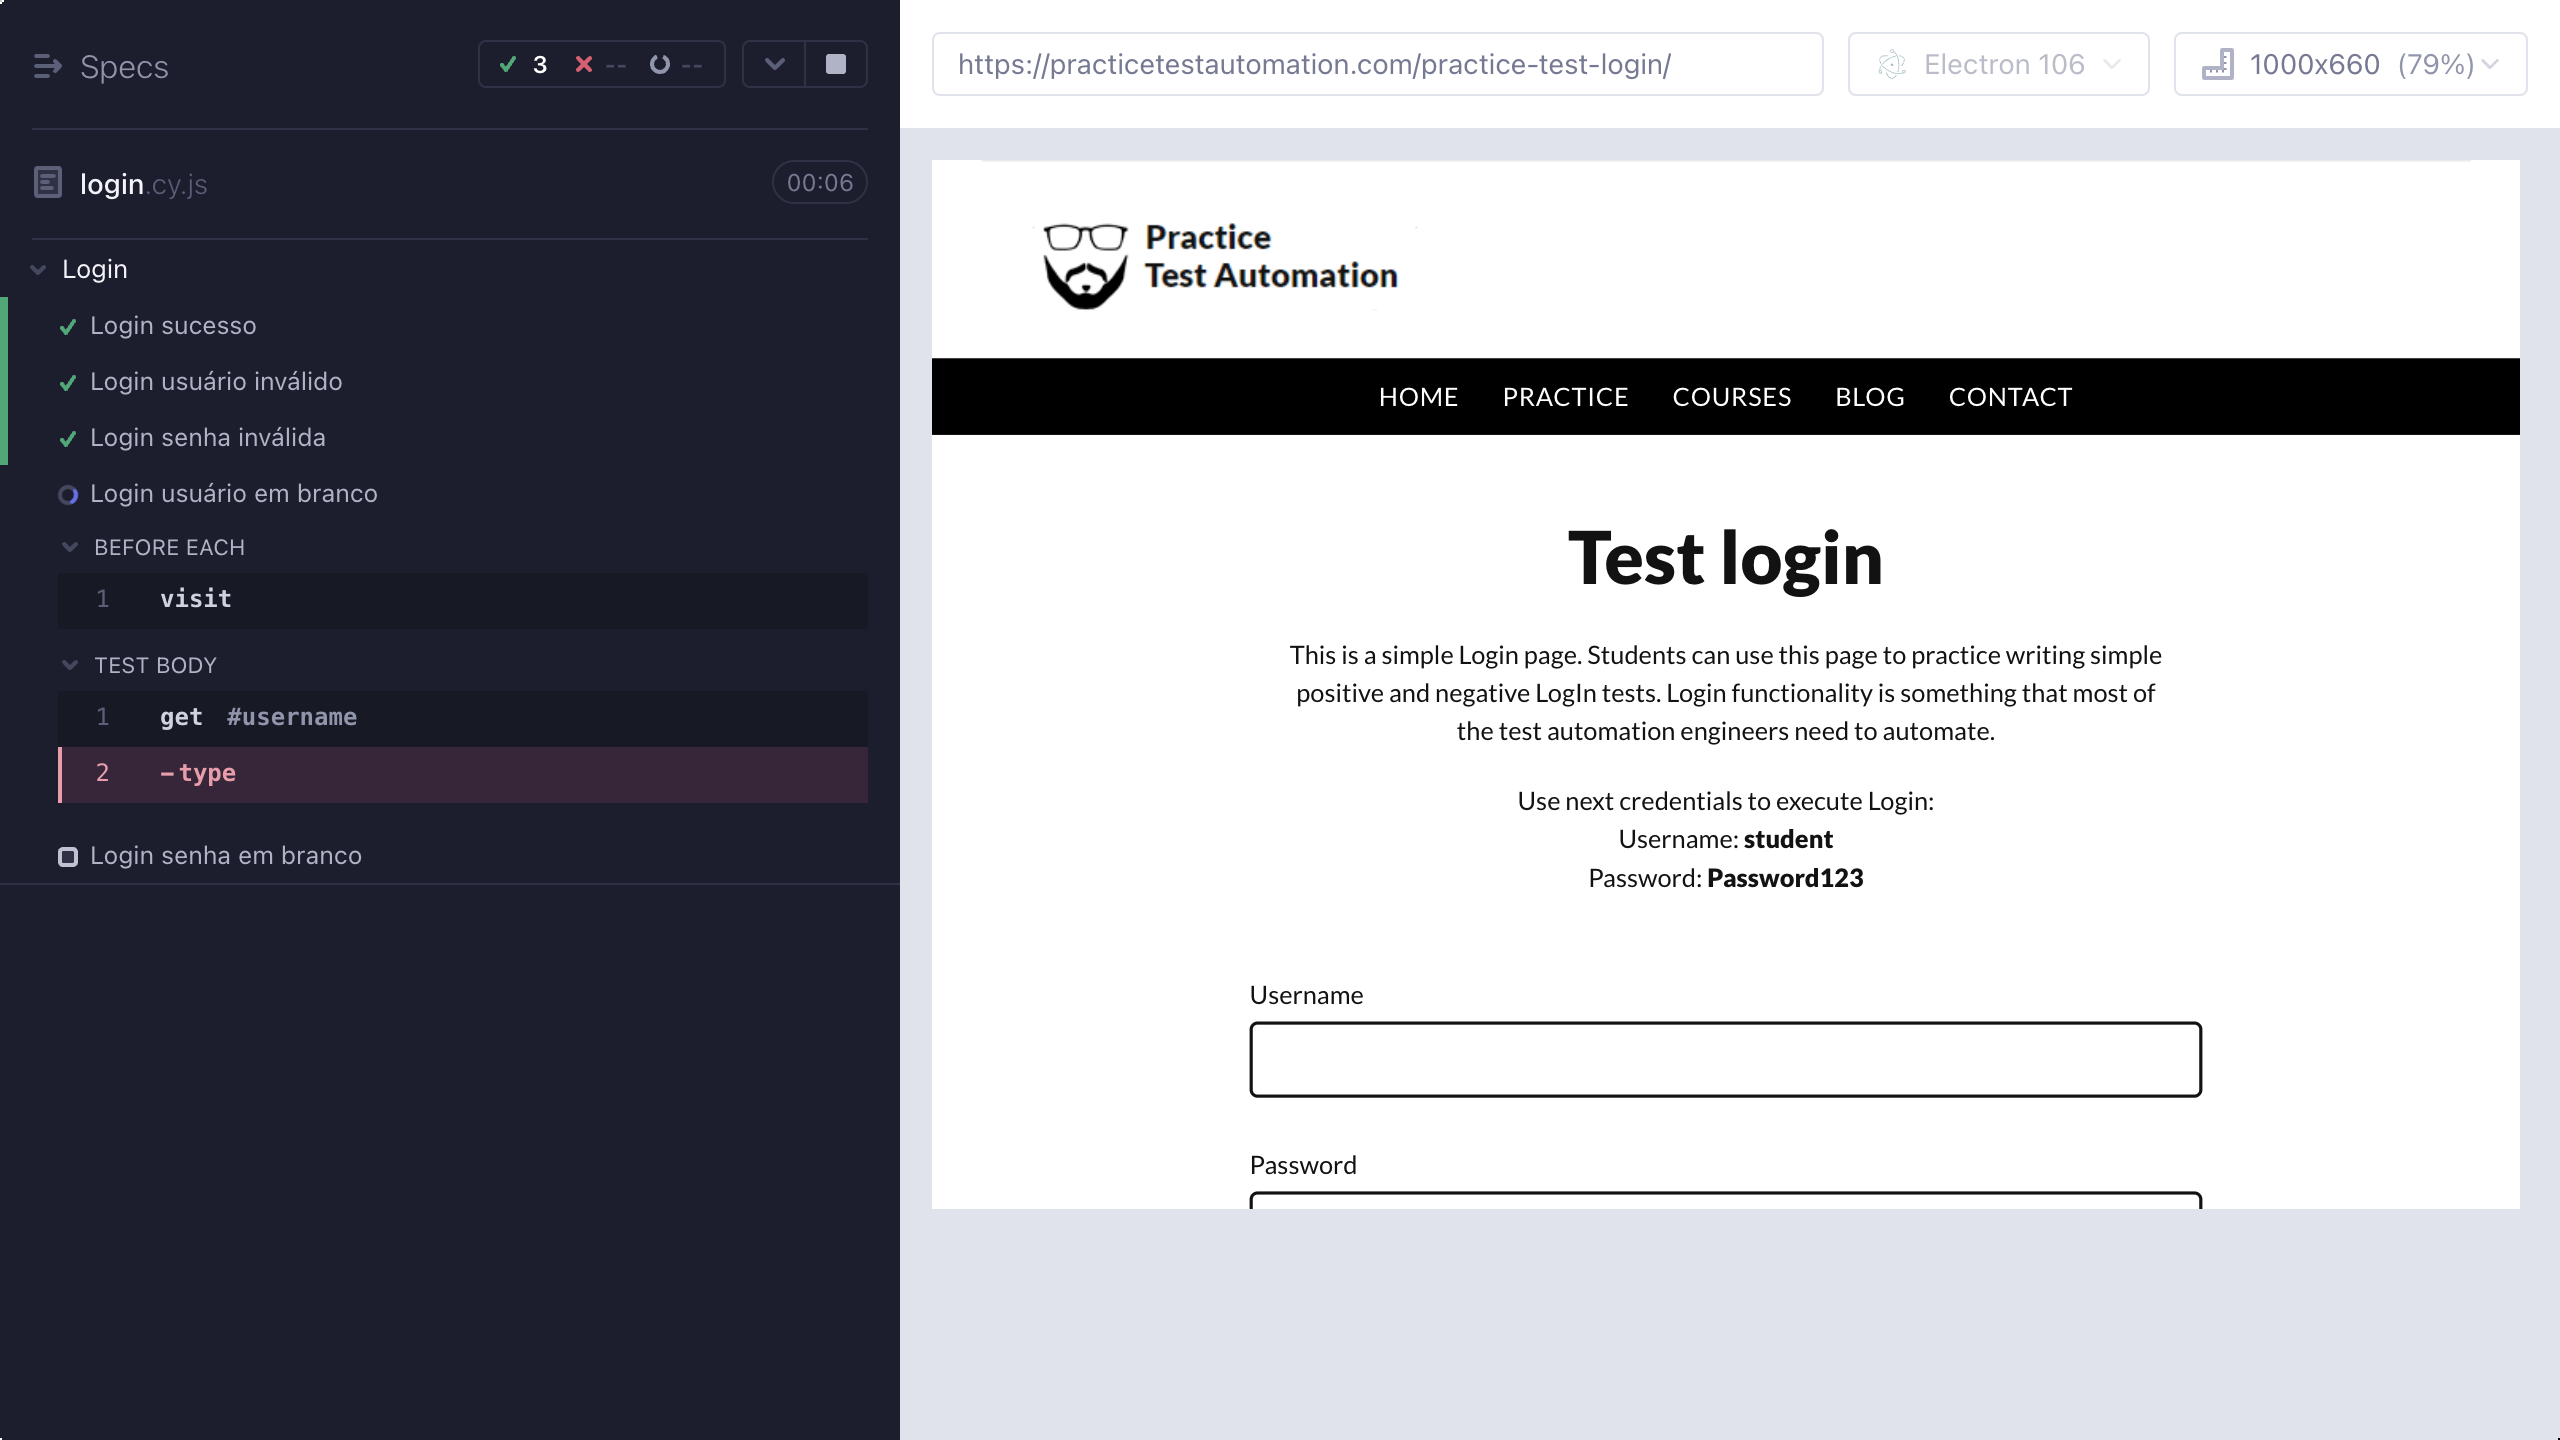 Specs
3 -- --
login.cy.js
00:06
Login
Login sucesso
Login usuário inválido
Login senha inválida
Login usuário em branco
BEFORE EACH
1 visit
TEST BODY
1 get #username
2 -type
Login senha em branco
https://practicetestautomation.com/practice-test-login/
Electron 106
1000x660 (79%)
Practice
Test Automation
HOME PRACTICE COURSES BLOG CONTACT
Test login
This is a simple Login page. Students can use this page to practice writing simple
positive and negative LogIn tests. Login functionality is something that most of
the test automation engineers need to automate.
Use next credentials to execute Login:
Username: student
Password: Password123
Username
Password